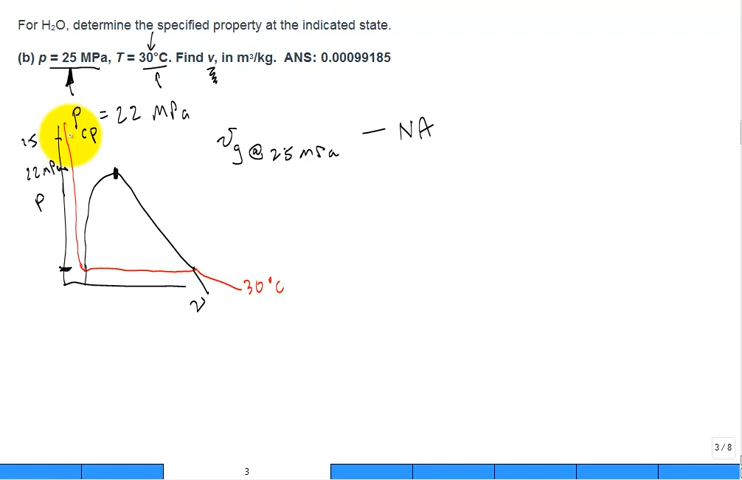 For H₂O, determine the specified property at the indicated state.
(b) p = 25 MPa, T = 30°C. Find v, in m³/kg. ANS: 0.00099185
P CP = 22 MPa
vg @ 25 MPa — NA
25
22 MPa
P
30°C
v
3 / 8
3